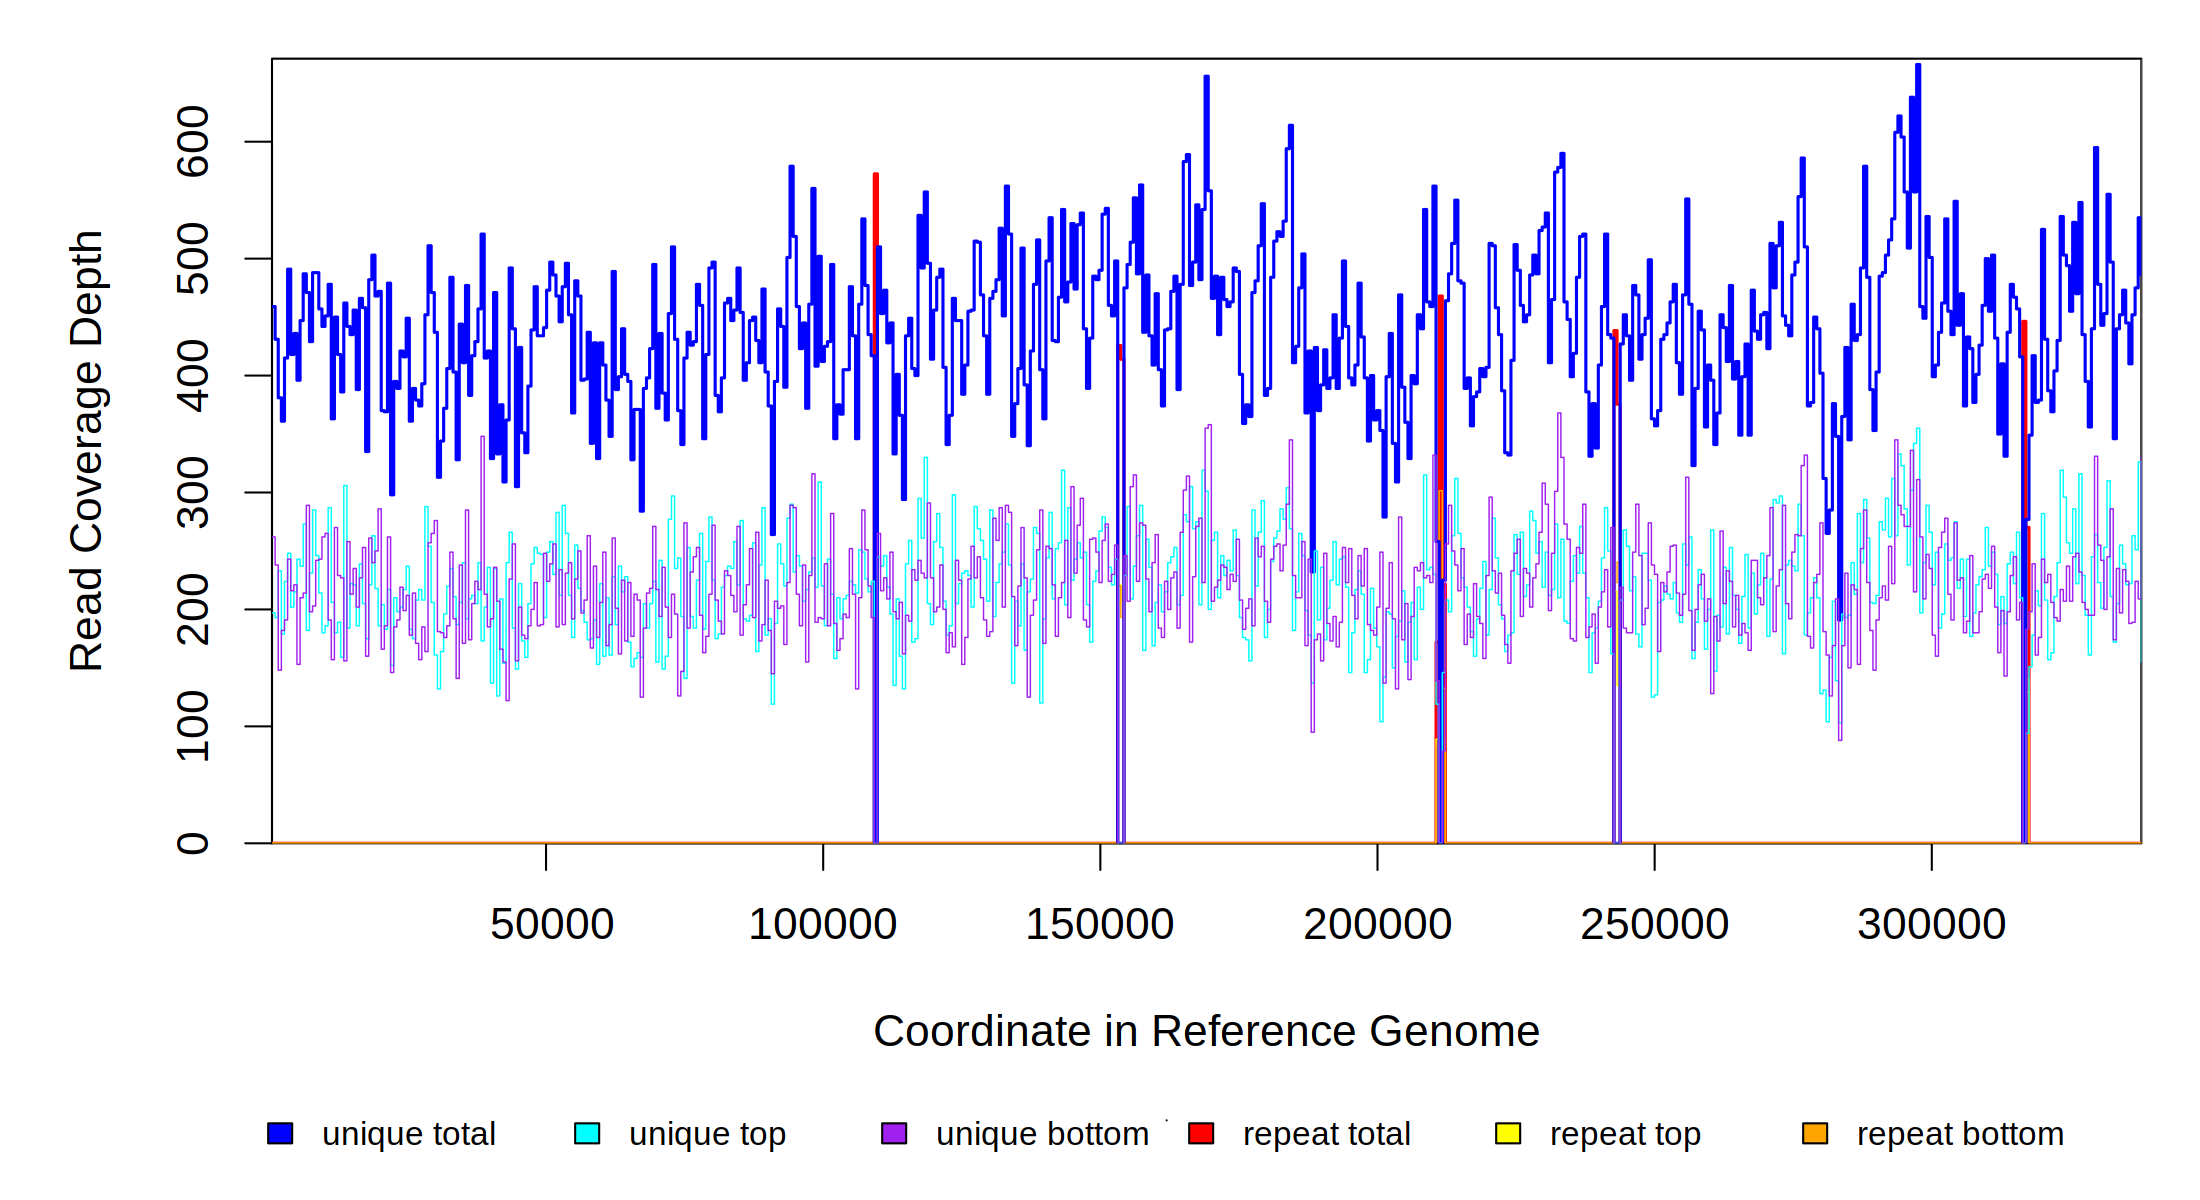 Read Coverage Depth
600
500
400
300
200
100
0
50000 100000 150000 200000 250000 300000
Coordinate in Reference Genome
unique total unique top unique bottom repeat total repeat top repeat bottom